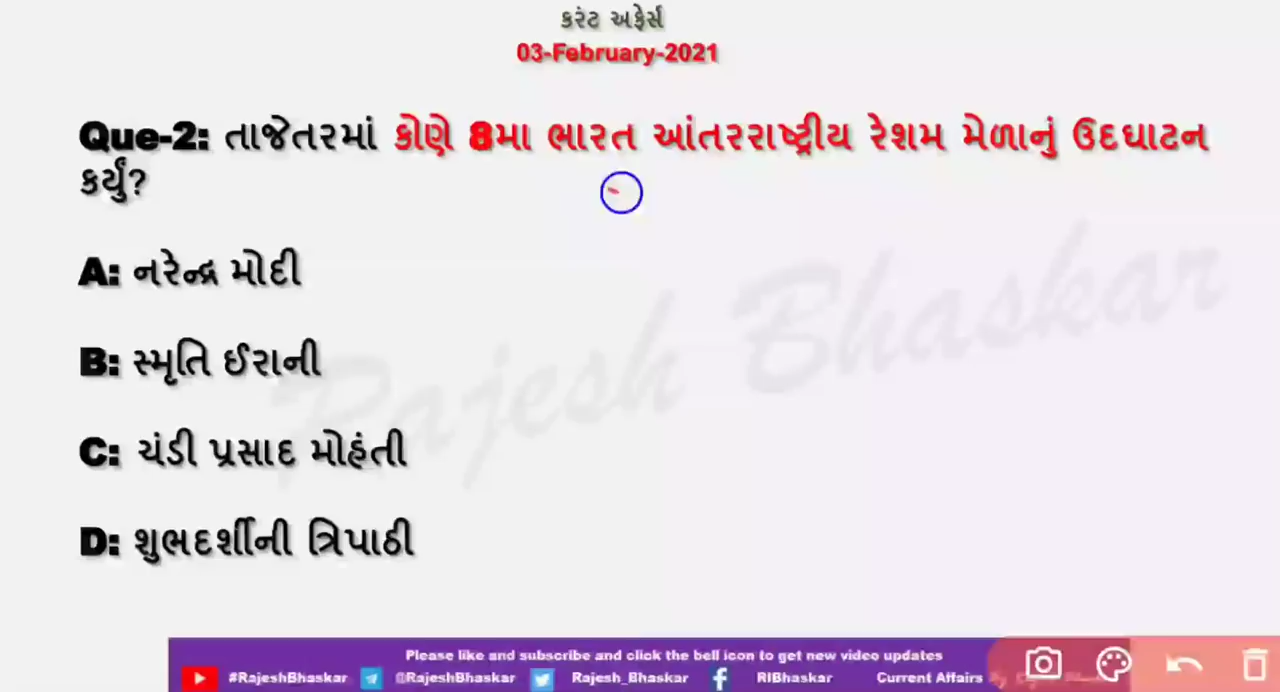 કરંટ અફેર્સ
03-February-2021
Que-2: તાજેતરમાં કોણે 8મા ભારત આંતરરાષ્ટ્રીય રેશમ મેળાનું ઉદઘાટન
કર્યું?
A: નરેન્દ્ર મોદી
B: સ્મૃતિ ઈરાની
C: ચંડી પ્રસાદ મોહંતી
D: શુભદર્શીની ત્રિપાઠી
Rajesh Bhaskar
Please like and subscribe and click the bell icon to get new video updates
#RajeshBhaskar @RajeshBhaskar Rajesh_Bhaskar RIBhaskar Current Affairs